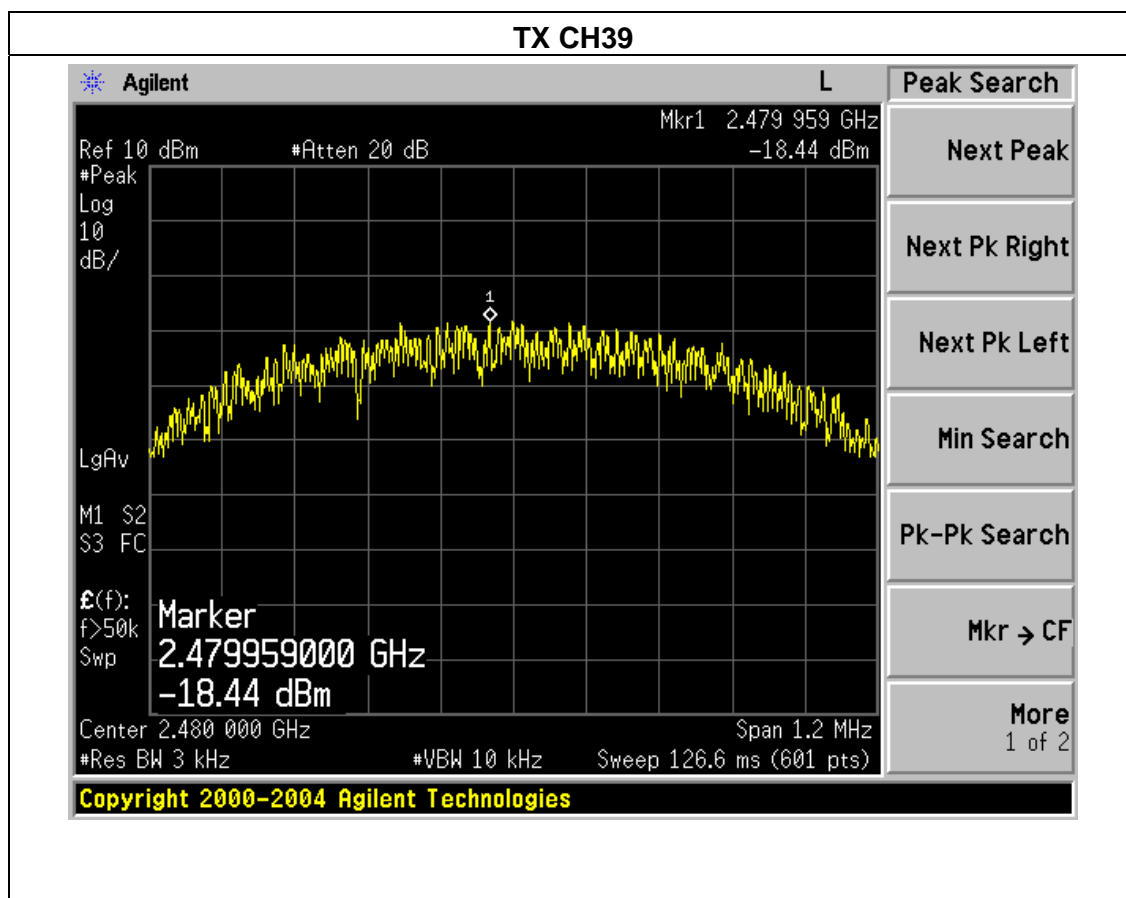 TX CH39
Agilent L
Peak Search
Mkr1 2.479 959 GHz
Ref 10 dBm #Atten 20 dB -18.44 dBm
#Peak
Log
10
dB/
1
LgAv
M1 S2
S3 FC
£(f):
f>50k
Swp
Marker
2.479959000 GHz
-18.44 dBm
Center 2.480 000 GHz Span 1.2 MHz
#Res BW 3 kHz #VBW 10 kHz Sweep 126.6 ms (601 pts)
Next Peak
Next Pk Right
Next Pk Left
Min Search
Pk-Pk Search
Mkr → CF
More
1 of 2
Copyright 2000-2004 Agilent Technologies